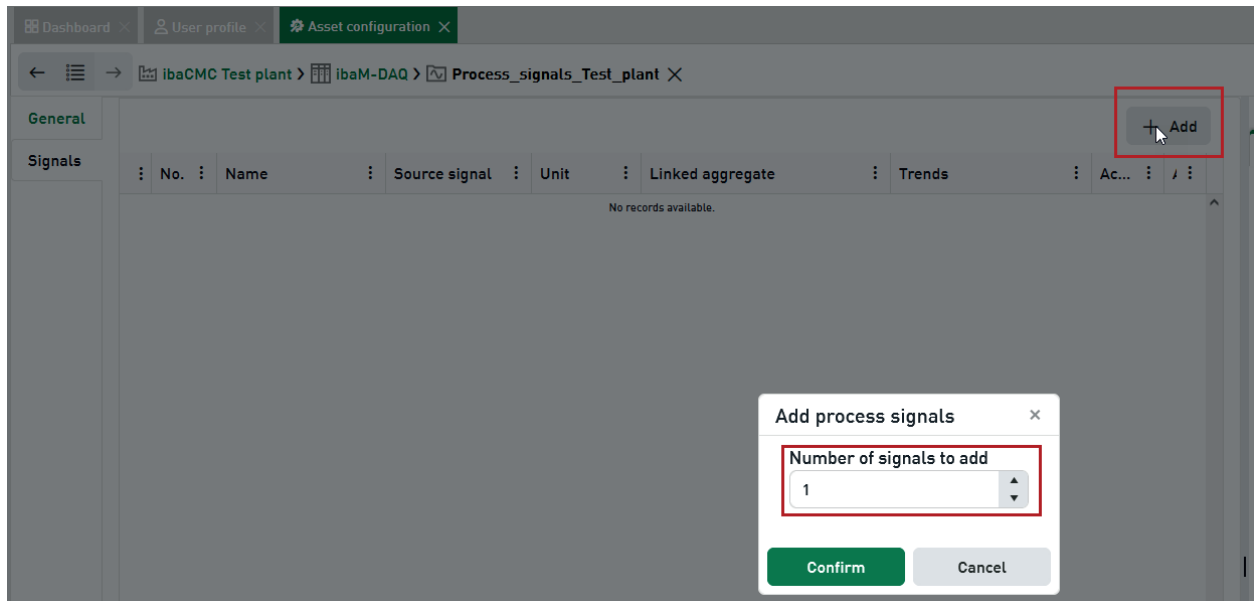 Dashboard User profile Asset configuration
ibaCMC Test plant > ibaM-DAQ > Process_signals_Test_plant
General
+ Add
Signals
No. Name Source signal Unit Linked aggregate Trends Ac...
No records available.
Add process signals
Number of signals to add
1
Confirm Cancel